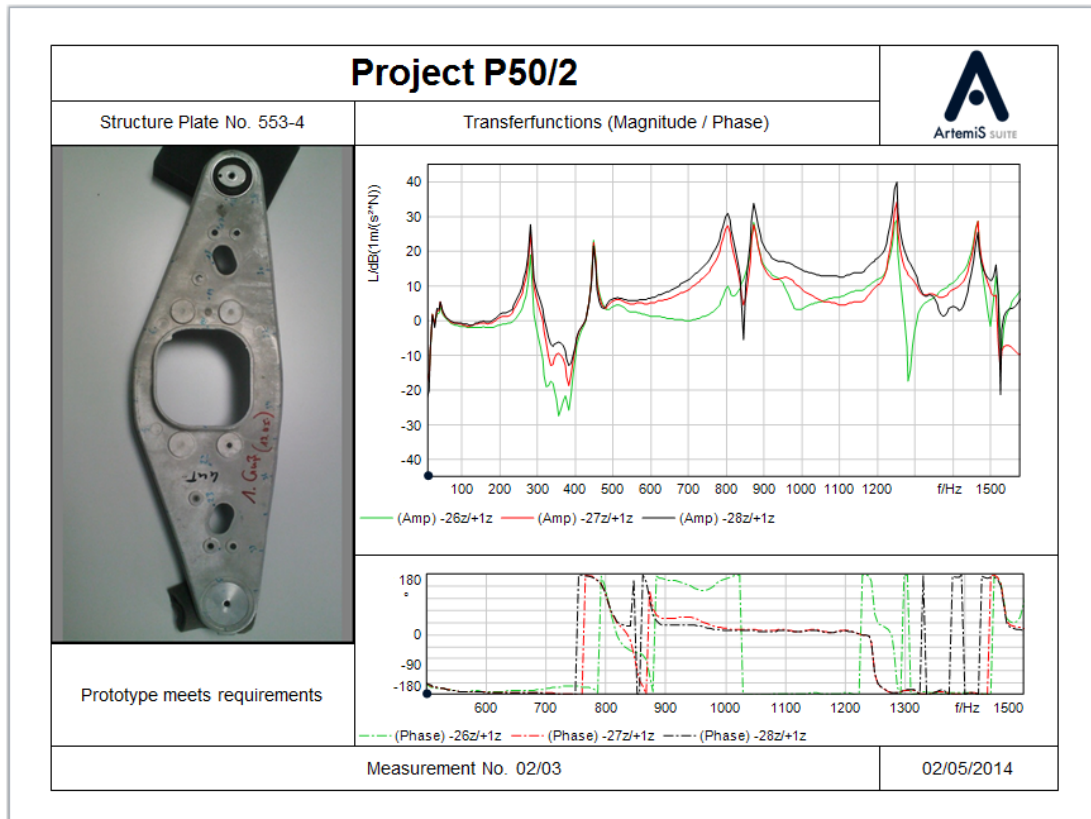 Project P50/2
ArtemiS SUITE
Structure Plate No. 553-4
Transferfunctions (Magnitude / Phase)
1. Guß (
L/dB(1m/(s²*N))
40
30
20
10
0
-10
-20
-30
-40
100 200 300 400 500 600 700 800 900 1000 1200 f/Hz 1500
(Amp) -26z/+1z (Amp) -27z/+1z (Amp) -28z/+1z
180
°
0
-90
-180
600 700 800 900 1000 1200 1300 f/Hz 1500
(Phase) -26z/+1z (Phase) -27z/+1z (Phase) -28z/+1z
Prototype meets requirements
Measurement No. 02/03
02/05/2014